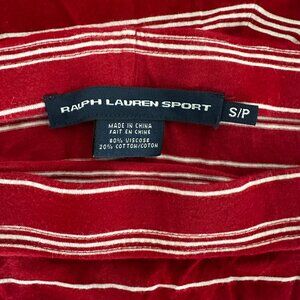 RALPH LAUREN SPORT
S/P
MADE IN CHINA
FAIT EN CHINE
80% VISCOSE
20% COTTON/COTON